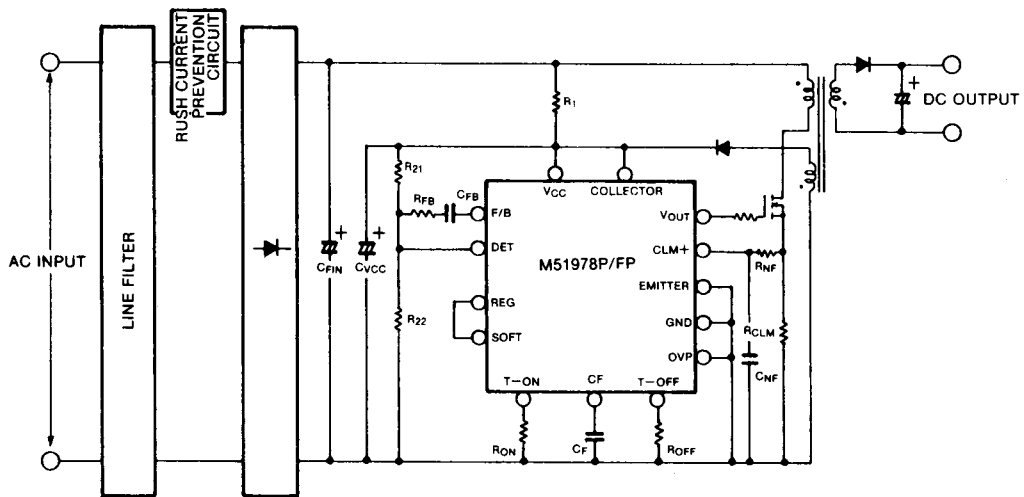 AC INPUT
LINE FILTER
RUSH CURRENT
PREVENTION
CIRCUIT
CFIN
+
CVCC
+
R21
RFB
CFB
R22
R1
VCC
COLLECTOR
F/B
DET
REG
SOFT
M51978P/FP
VOUT
CLM+
EMITTER
GND
OVP
T-ON
CF
T-OFF
RON
CF
ROFF
RNF
RCLM
CNF
+
DC OUTPUT